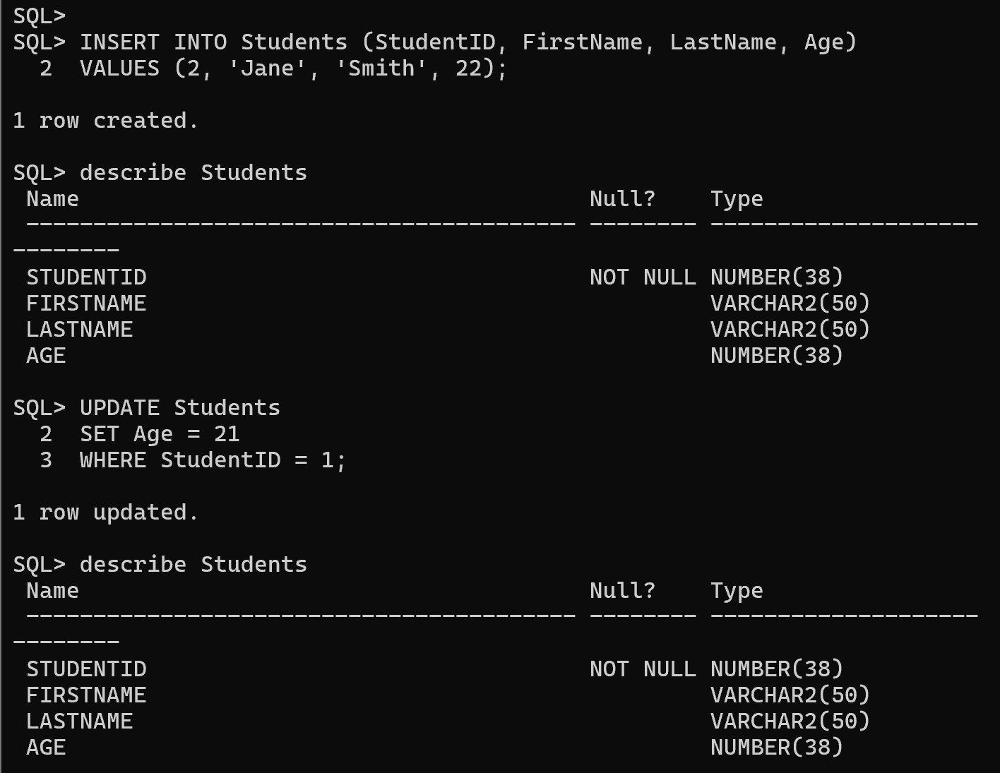 SQL>
SQL> INSERT INTO Students (StudentID, FirstName, LastName, Age)
  2  VALUES (2, 'Jane', 'Smith', 22);

1 row created.

SQL> describe Students
 Name                                      Null?    Type
 ----------------------------------------- -------- --------------------
--------
 STUDENTID                                 NOT NULL NUMBER(38)
 FIRSTNAME                                          VARCHAR2(50)
 LASTNAME                                           VARCHAR2(50)
 AGE                                                NUMBER(38)

SQL> UPDATE Students
  2  SET Age = 21
  3  WHERE StudentID = 1;

1 row updated.

SQL> describe Students
 Name                                      Null?    Type
 ----------------------------------------- -------- --------------------
--------
 STUDENTID                                 NOT NULL NUMBER(38)
 FIRSTNAME                                          VARCHAR2(50)
 LASTNAME                                           VARCHAR2(50)
 AGE                                                NUMBER(38)